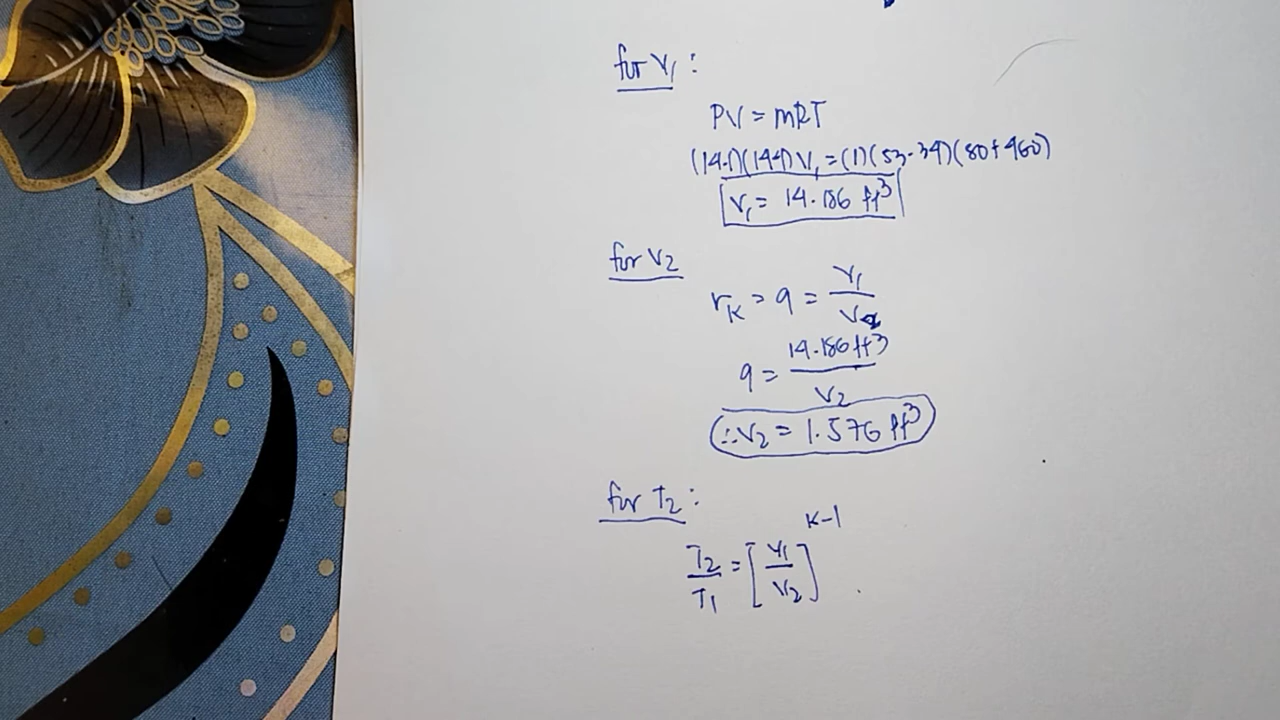 for V₁ :
PV = mRT
(14.1)(144) V₁ = (1)(53.34)(80+460)
V₁ = 14.186 ft³
for V₂
rₖ = 9 = V₁/V₂
9 = 14.186 ft³/V₂
∴ V₂ = 1.576 ft³
for T₂ :
T₂/T₁ = [V₁/V₂]ᴷ⁻¹